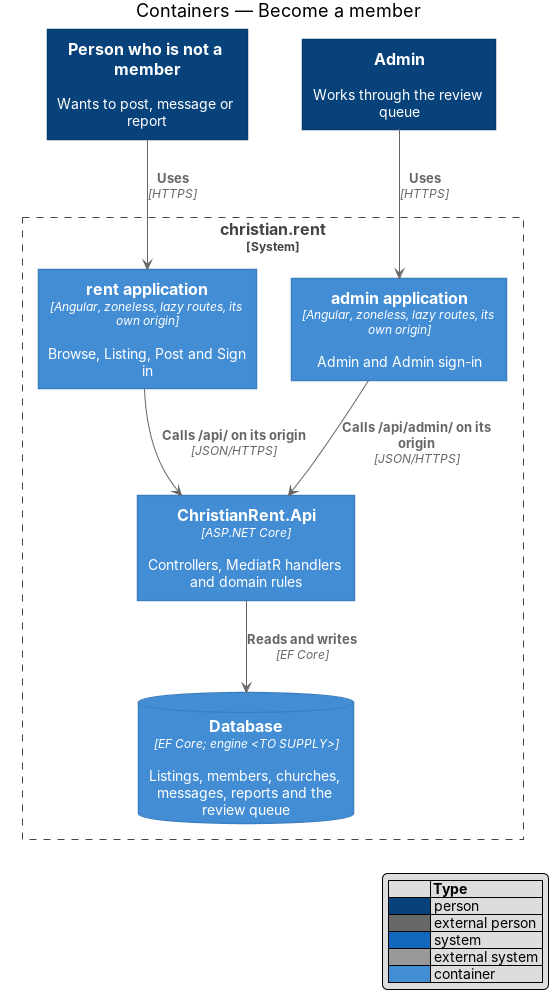 Containers — Become a member
Person who is not a
member
Wants to post, message or
report
Admin
Works through the review
queue
Uses
[HTTPS]
Uses
[HTTPS]
christian.rent
[System]
rent application
[Angular, zoneless, lazy routes, its
own origin]
Browse, Listing, Post and Sign
in
admin application
[Angular, zoneless, lazy routes, its
own origin]
Admin and Admin sign-in
Calls /api/ on its origin
[JSON/HTTPS]
Calls /api/admin/ on its
origin
[JSON/HTTPS]
ChristianRent.Api
[ASP.NET Core]
Controllers, MediatR handlers
and domain rules
Reads and writes
[EF Core]
Database
[EF Core; engine <TO SUPPLY>]
Listings, members, churches,
messages, reports and the
review queue
Type
person
external person
system
external system
container